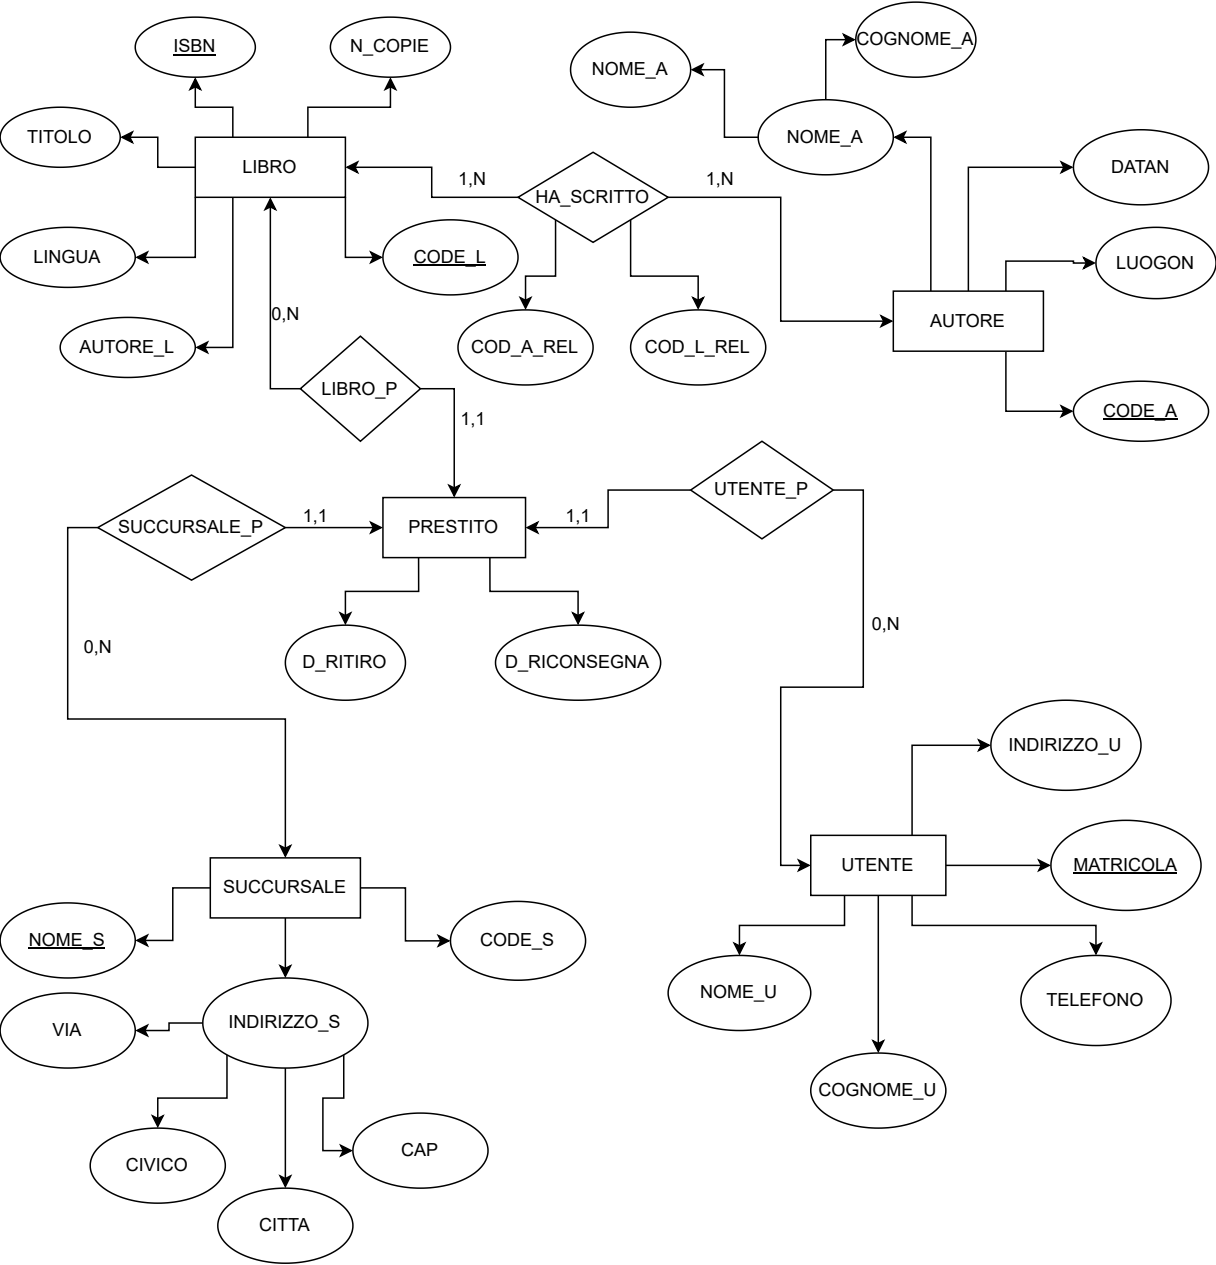 COGNOME_A
ISBN
N_COPIE
NOME_A
TITOLO
NOME_A
LIBRO
DATAN
1,N
1,N
HA_SCRITTO
LINGUA
CODE_L
LUOGON
0,N
AUTORE
AUTORE_L
COD_A_REL
COD_L_REL
LIBRO_P
1,1
CODE_A
UTENTE_P
1,1
1,1
SUCCURSALE_P
PRESTITO
0,N
0,N
D_RITIRO
D_RICONSEGNA
INDIRIZZO_U
UTENTE
MATRICOLA
SUCCURSALE
NOME_S
CODE_S
NOME_U
TELEFONO
INDIRIZZO_S
VIA
COGNOME_U
CAP
CIVICO
CITTA